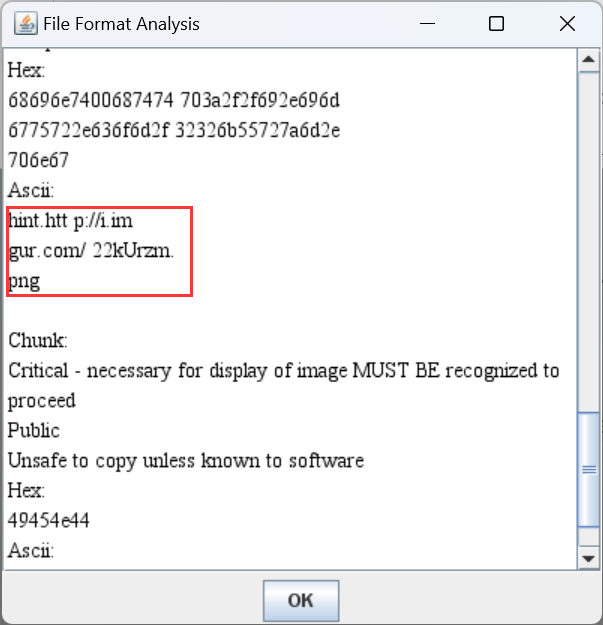 File Format Analysis
Hex:
68696e7400687474 703a2f2f692e696d
6775722e636f6d2f 32326b55727a6d2e
706e67
Ascii:
hint.htt p://i.im
gur.com/ 22kUrzm.
png
Chunk:
Critical - necessary for display of image MUST BE recognized to
proceed
Public
Unsafe to copy unless known to software
Hex:
49454e44
Ascii:
OK